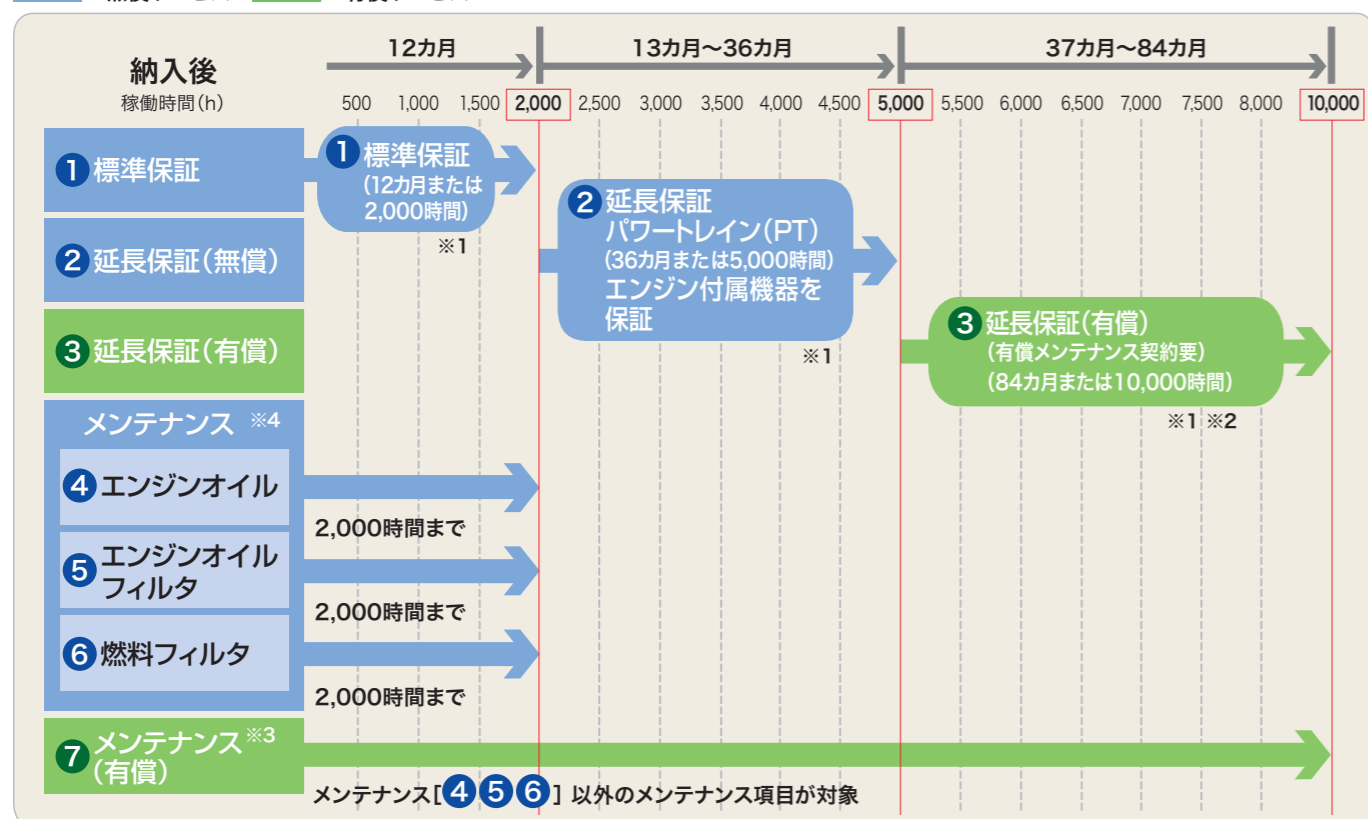 納入後
稼働時間(h)
12カ月
13カ月～36カ月
37カ月～84カ月
500 1,000 1,500 2,000 2,500 3,000 3,500 4,000 4,500 5,000 5,500 6,000 6,500 7,000 7,500 8,000 10,000
❶標準保証
❶標準保証
(12カ月または
2,000時間)
※1
❷延長保証(無償)
❷延長保証
パワートレイン(PT)
(36カ月または5,000時間)
エンジン付属機器を
保証
※1
❸延長保証(有償)
❸延長保証(有償)
(有償メンテナンス契約要)
(84カ月または10,000時間)
※1 ※2
メンテナンス ※4
❹エンジンオイル
2,000時間まで
❺エンジンオイル
フィルタ
2,000時間まで
❻燃料フィルタ
2,000時間まで
❼メンテナンス※3
(有償)
メンテナンス[❹❺❻]以外のメンテナンス項目が対象